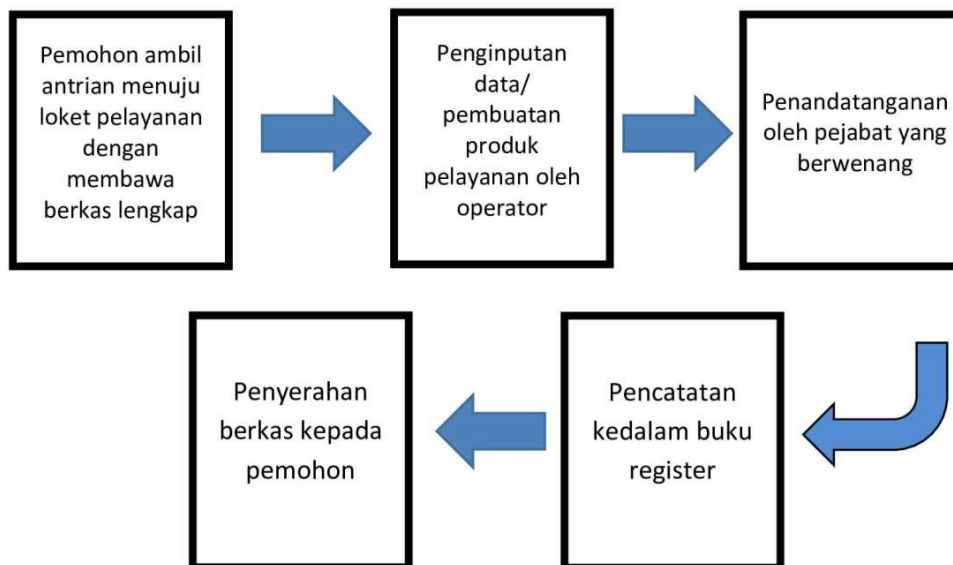 Pemohon ambil
antrian menuju
loket pelayanan
dengan
membawa
berkas lengkap
Penginputan
data/
pembuatan
produk
pelayanan oleh
operator
Penandatanganan
oleh pejabat yang
berwenang
Pencatatan
kedalam buku
register
Penyerahan
berkas kepada
pemohon